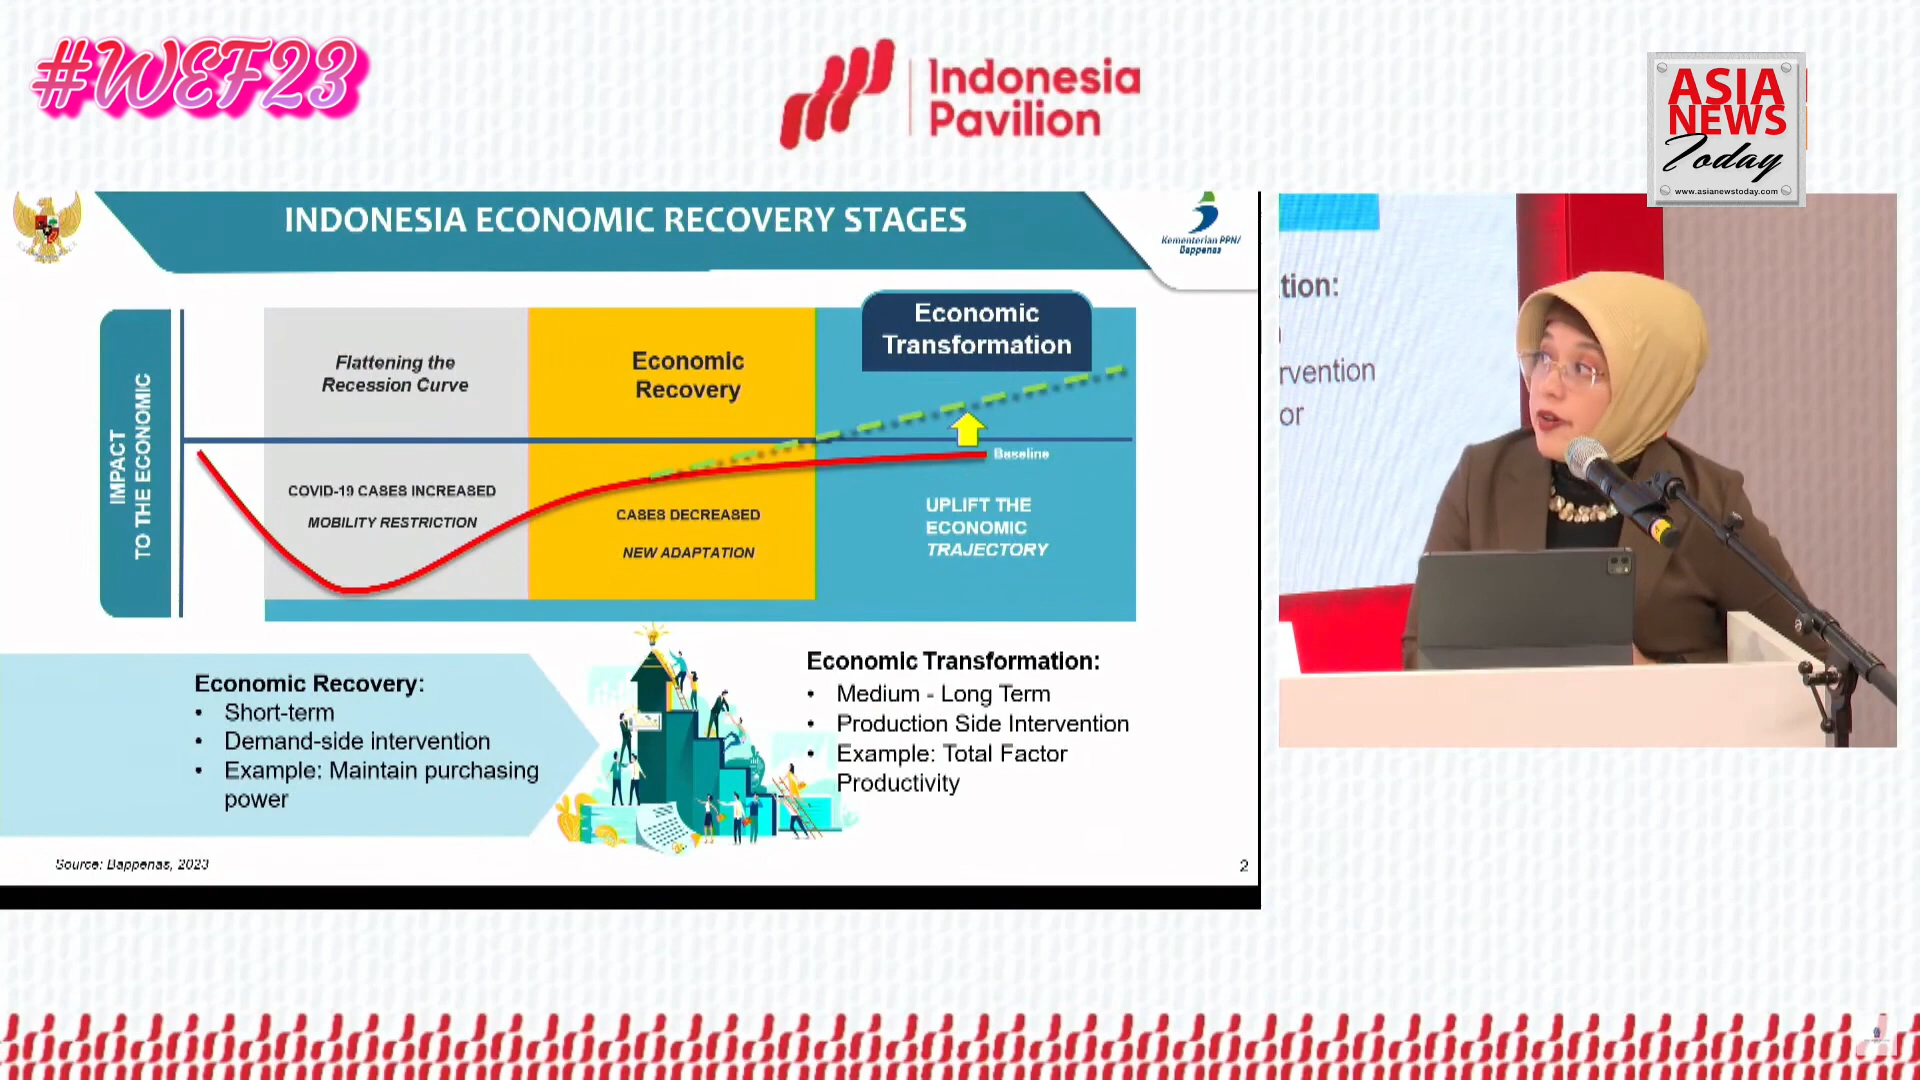 #WEF23
Indonesia
Pavilion
ASIA
NEWS
Today
www.asianewstoday.com
INDONESIA ECONOMIC RECOVERY STAGES
Kementerian PPN/
Bappenas
IMPACT
TO THE ECONOMIC
Flattening the
Recession Curve
Economic
Recovery
Economic
Transformation
Baseline
COVID-19 CASES INCREASED
MOBILITY RESTRICTION
CASES DECREASED
NEW ADAPTATION
UPLIFT THE
ECONOMIC
TRAJECTORY
Economic Recovery:
• Short-term
• Demand-side intervention
• Example: Maintain purchasing
power
Economic Transformation:
• Medium - Long Term
• Production Side Intervention
• Example: Total Factor
Productivity
Source: Bappenas, 2023
2
tion:
rvention
or